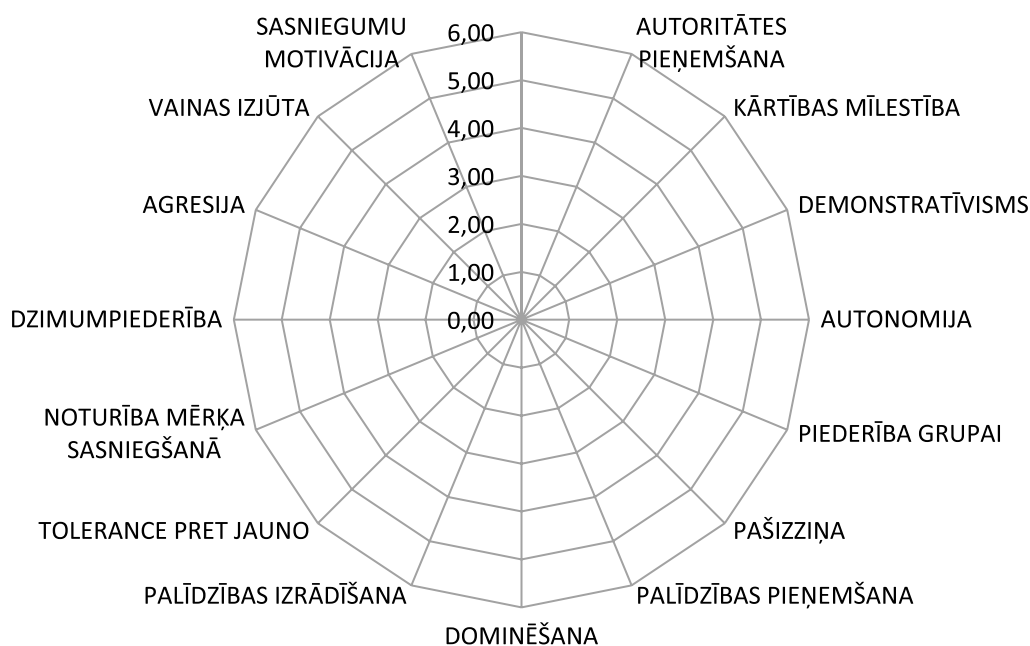 SASNIEGUMU
MOTIVĀCIJA
6,00
5,00
4,00
3,00
2,00
1,00
0,00
AUTORITĀTES
PIEŅEMŠANA
KĀRTĪBAS MĪLESTĪBA
DEMONSTRATĪVISMS
AUTONOMIJA
PIEDERĪBA GRUPAI
PAŠIZZIŅA
PALĪDZĪBAS PIEŅEMŠANA
DOMINĒŠANA
PALĪDZĪBAS IZRĀDĪŠANA
TOLERANCE PRET JAUNO
NOTURĪBA MĒRĶA
SASNIEGŠANĀ
DZIMUMPIEDERĪBA
AGRESIJA
VAINAS IZJŪTA